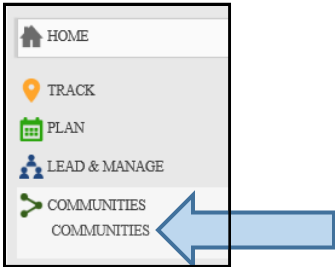 HOME
TRACK
PLAN
LEAD & MANAGE
COMMUNITIES
COMMUNITIES